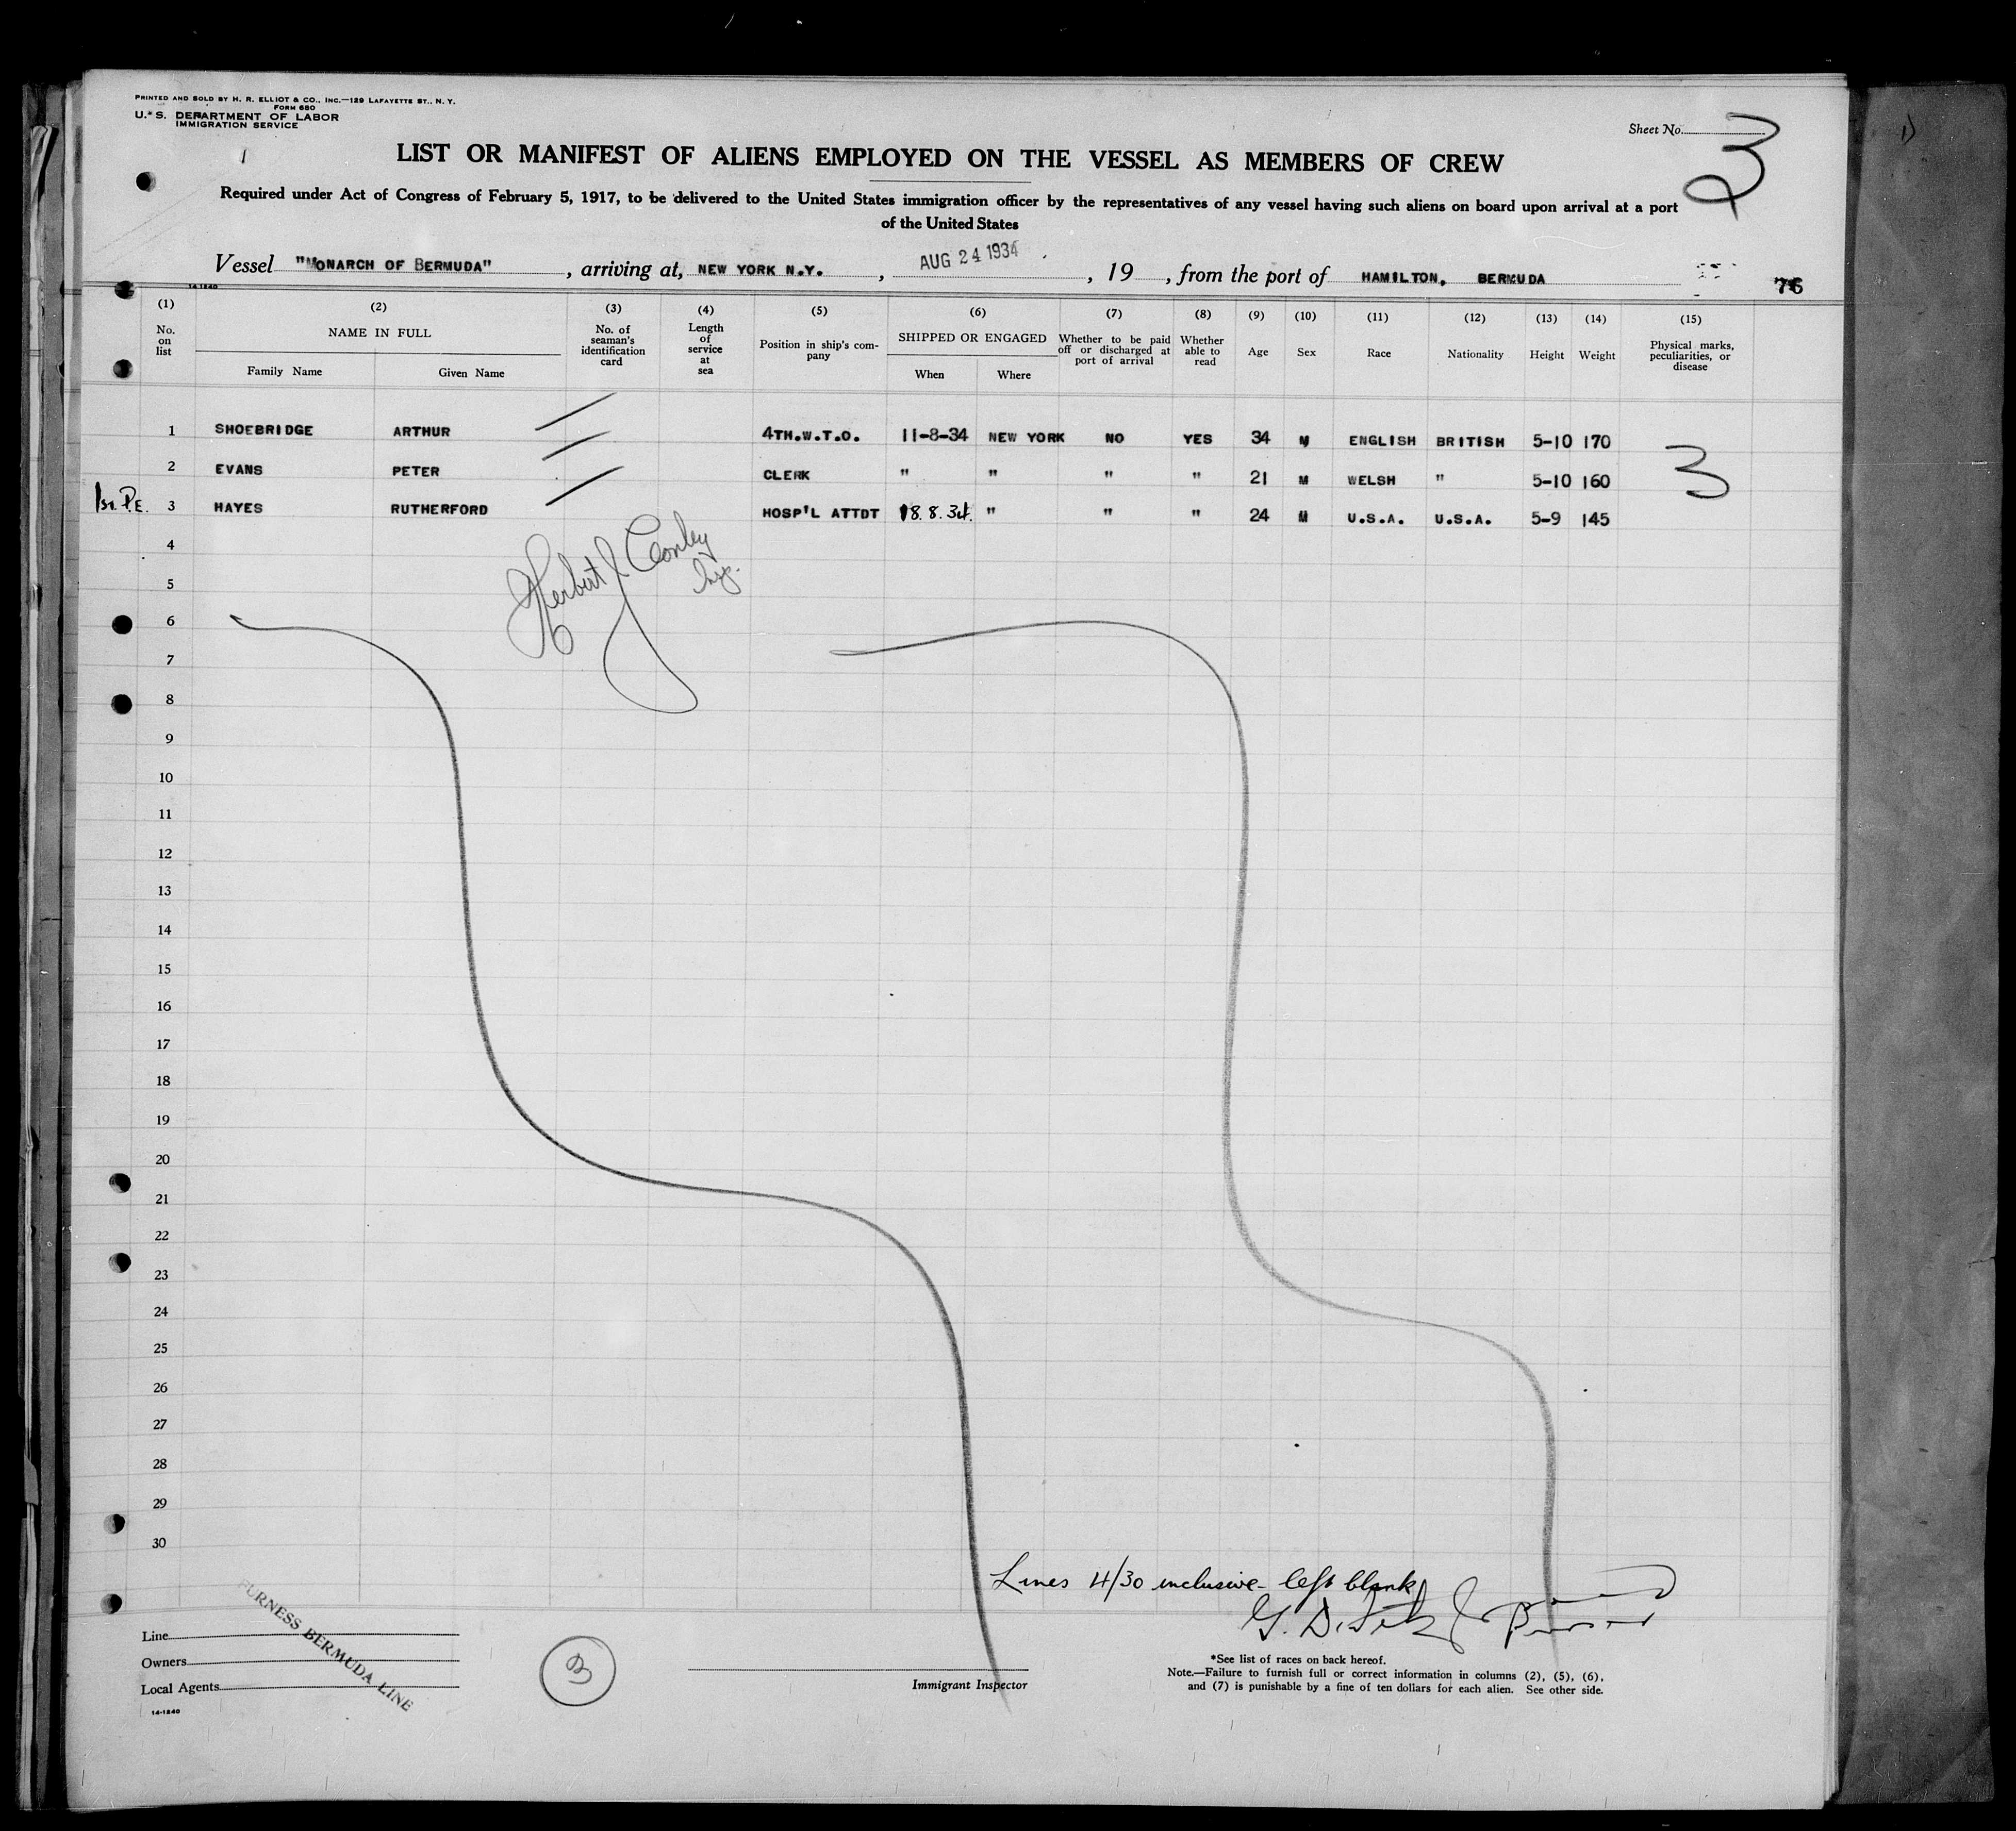 PRINTED AND SOLD BY H. R. ELLIOT & CO., INC.—129 LAFAYETTE ST., N. Y.
FORM 680
U. S. DEPARTMENT OF LABOR
IMMIGRATION SERVICE
Sheet No. 3
1
LIST OR MANIFEST OF ALIENS EMPLOYED ON THE VESSEL AS MEMBERS OF CREW
Required under Act of Congress of February 5, 1917, to be delivered to the United States immigration officer by the representatives of any vessel having such aliens on board upon arrival at a port
of the United States
Vessel "MONARCH OF BERMUDA", arriving at, NEW YORK N.Y., AUG 24 1934, 19, from the port of HAMILTON, BERMUDA 76
14-1240
(1) (2) (3) (4) (5) (6) (7) (8) (9) (10) (11) (12) (13) (14) (15)
No. on list
NAME IN FULL
Family Name Given Name
No. of seaman's identification card
Length of service at sea
Position in ship's company
SHIPPED OR ENGAGED
When Where
Whether to be paid off or discharged at port of arrival
Whether able to read
Age
Sex
Race
Nationality
Height
Weight
Physical marks, peculiarities, or disease
1 SHOEBRIDGE ARTHUR 4TH.W.T.O. 11-8-34 NEW YORK NO YES 34 M ENGLISH BRITISH 5-10 170
2 EVANS PETER CLERK " " " " 21 M WELSH " 5-10 160
3
3 HAYES RUTHERFORD HOSP'L ATTDT 18.8.34. " " " 24 M U.S.A. U.S.A. 5-9 145
4
Herbert J Conley
5
6
7
8
9
10
11
12
13
14
15
16
17
18
19
20
21
22
23
24
25
26
27
28
29
30
Lines 4/30 inclusive left blank
Line
Owners
Local Agents
FURNESS BERMUDA LINE
14-1240
3
Immigrant Inspector
*See list of races on back hereof.
Note.—Failure to furnish full or correct information in columns (2), (5), (6),
and (7) is punishable by a fine of ten dollars for each alien. See other side.